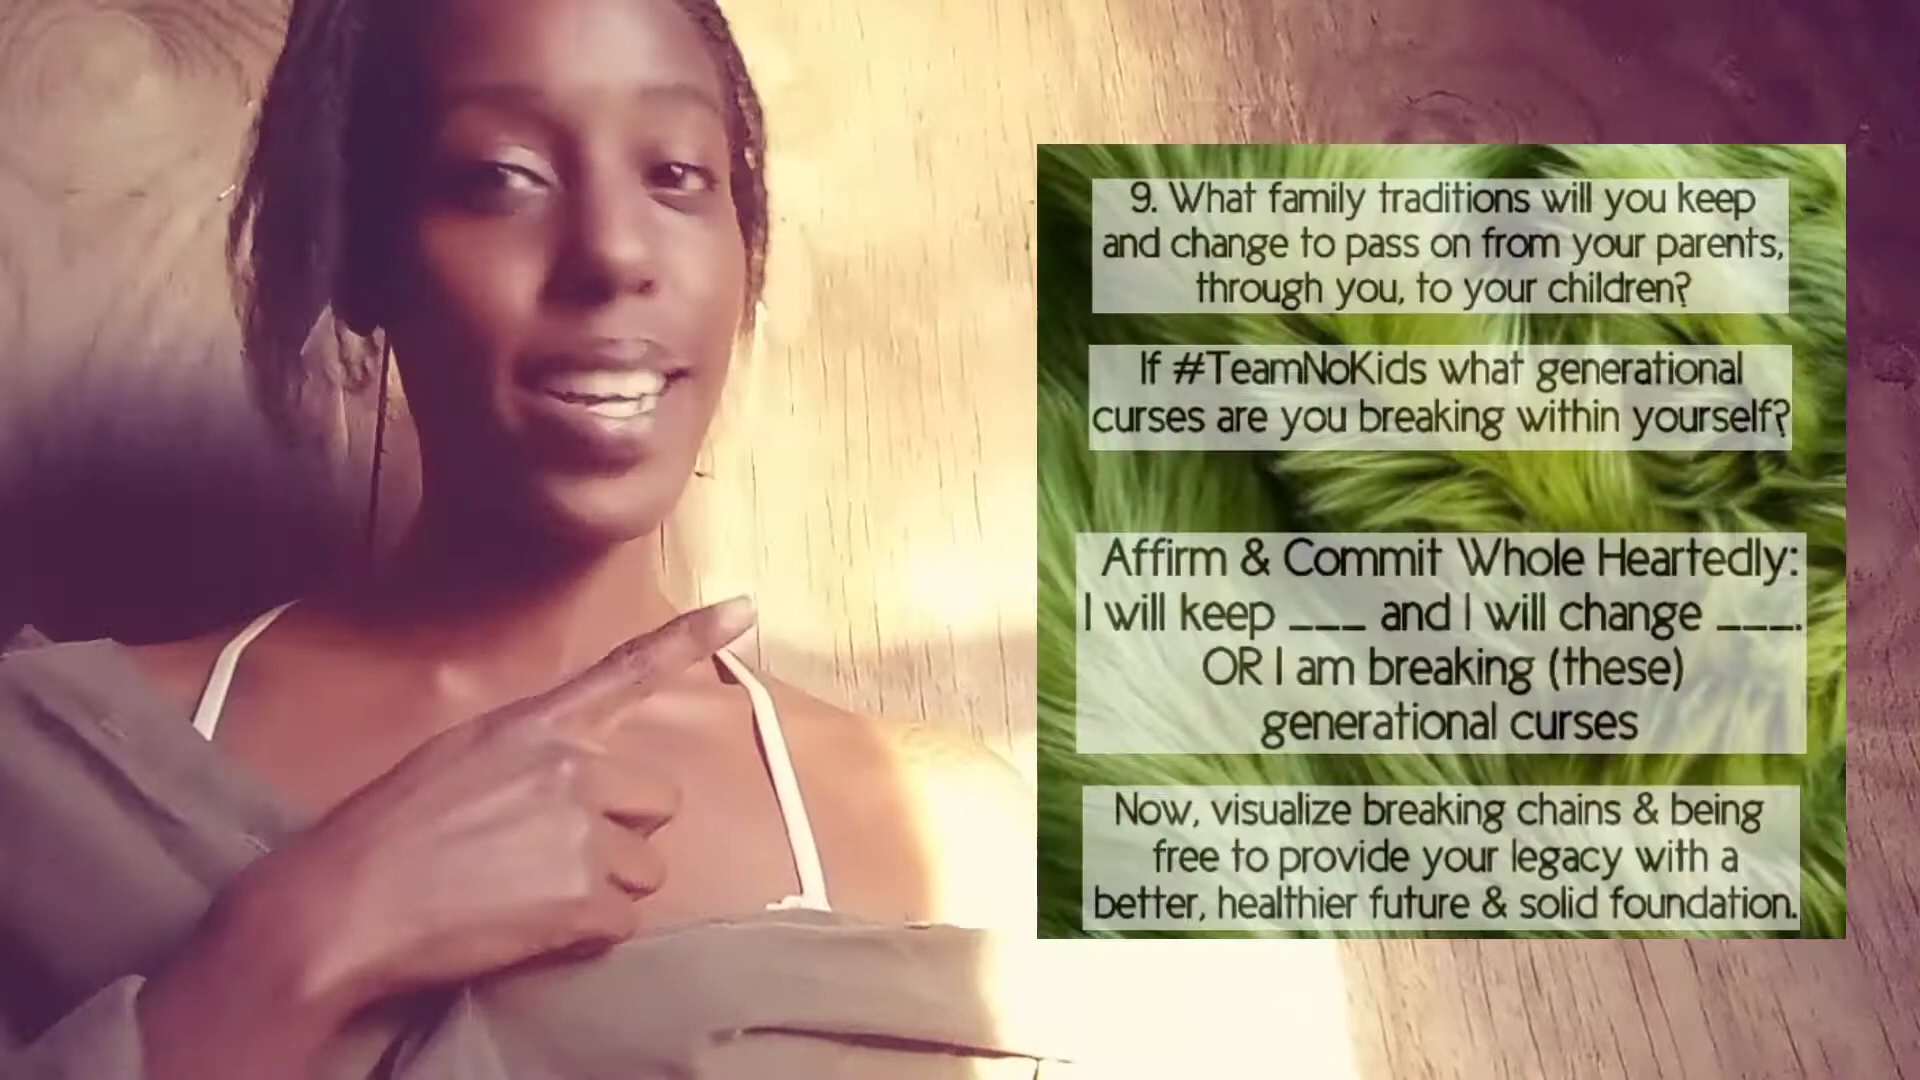 9. What family traditions will you keep
and change to pass on from your parents,
through you, to your children?
If #TeamNoKids what generational
curses are you breaking within yourself?
Affirm & Commit Whole Heartedly:
I will keep ___ and I will change ___.
OR I am breaking (these)
generational curses
Now, visualize breaking chains & being
free to provide your legacy with a
better, healthier future & solid foundation.